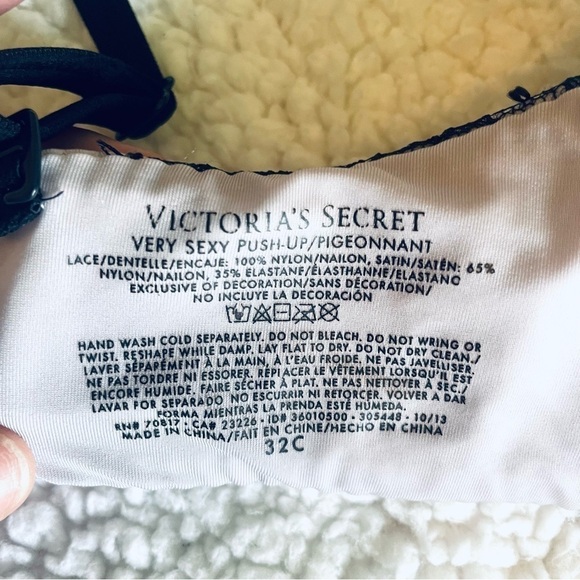 VICTORIA'S SECRET
VERY SEXY PUSH-UP/PIGEONNANT
LACE/DENTELLE/ENCAJE: 100% NYLON/NAILON, SATIN/SATÉN: 65%
NYLON/NAILON, 35% ELASTANE/ÉLASTHANNE/ELASTANO
EXCLUSIVE OF DECORATION/SANS DÉCORATION/
NO INCLUYE LA DECORACIÓN
HAND WASH COLD SEPARATELY. DO NOT BLEACH. DO NOT WRING OR
TWIST. RESHAPE WHILE DAMP. LAY FLAT TO DRY. DO NOT DRY CLEAN./
LAVER SÉPARÉMENT À LA MAIN, À L'EAU FROIDE. NE PAS JAVELLISER.
NE PAS TORDRE NI ESSORER. REPLACER LE VÊTEMENT LORSQU'IL EST
ENCORE HUMIDE. FAIRE SÉCHER À PLAT. NE PAS NETTOYER À SEC./
LAVAR POR SEPARADO NO ESCURRIR NI RETORCER. VOLVER A DAR
FORMA MIENTRAS LA PRENDA ESTÉ HÚMEDA.
RN# 70817 · CA# 23226 · ID# 36010500 · 305448 · 10/13
MADE IN CHINA/FAIT EN CHINE/HECHO EN CHINA
32C